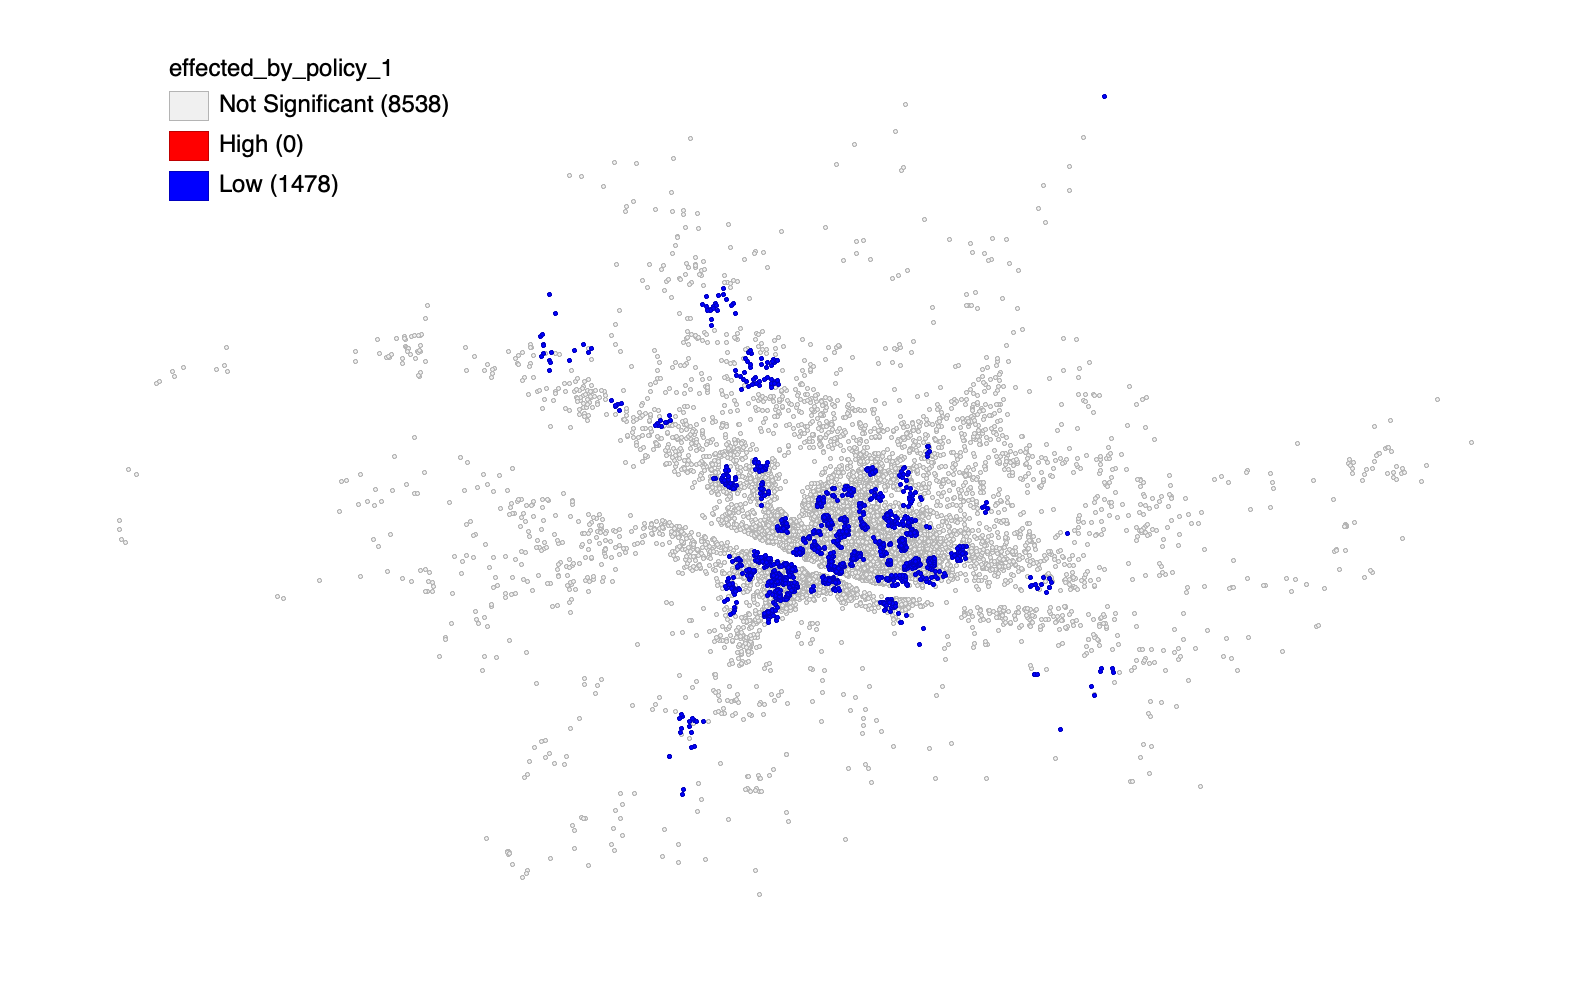 effected_by_policy_1
Not Significant (8538)
High (0)
Low (1478)